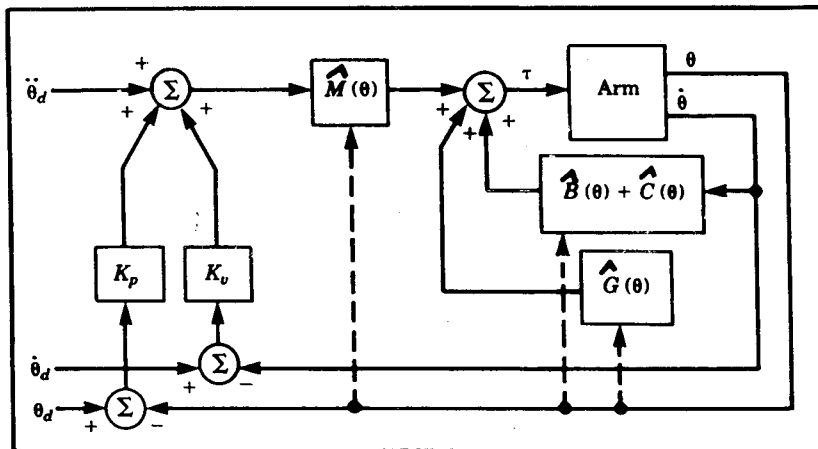 θ̈d
+
+
Σ
+
M̂(θ)
+
+
+
Σ
τ
Arm
θ
θ̇
B̂(θ) + Ĉ(θ)
Kp
Kv
Ĝ(θ)
θ̇d
+
Σ
−
θd
+
Σ
−